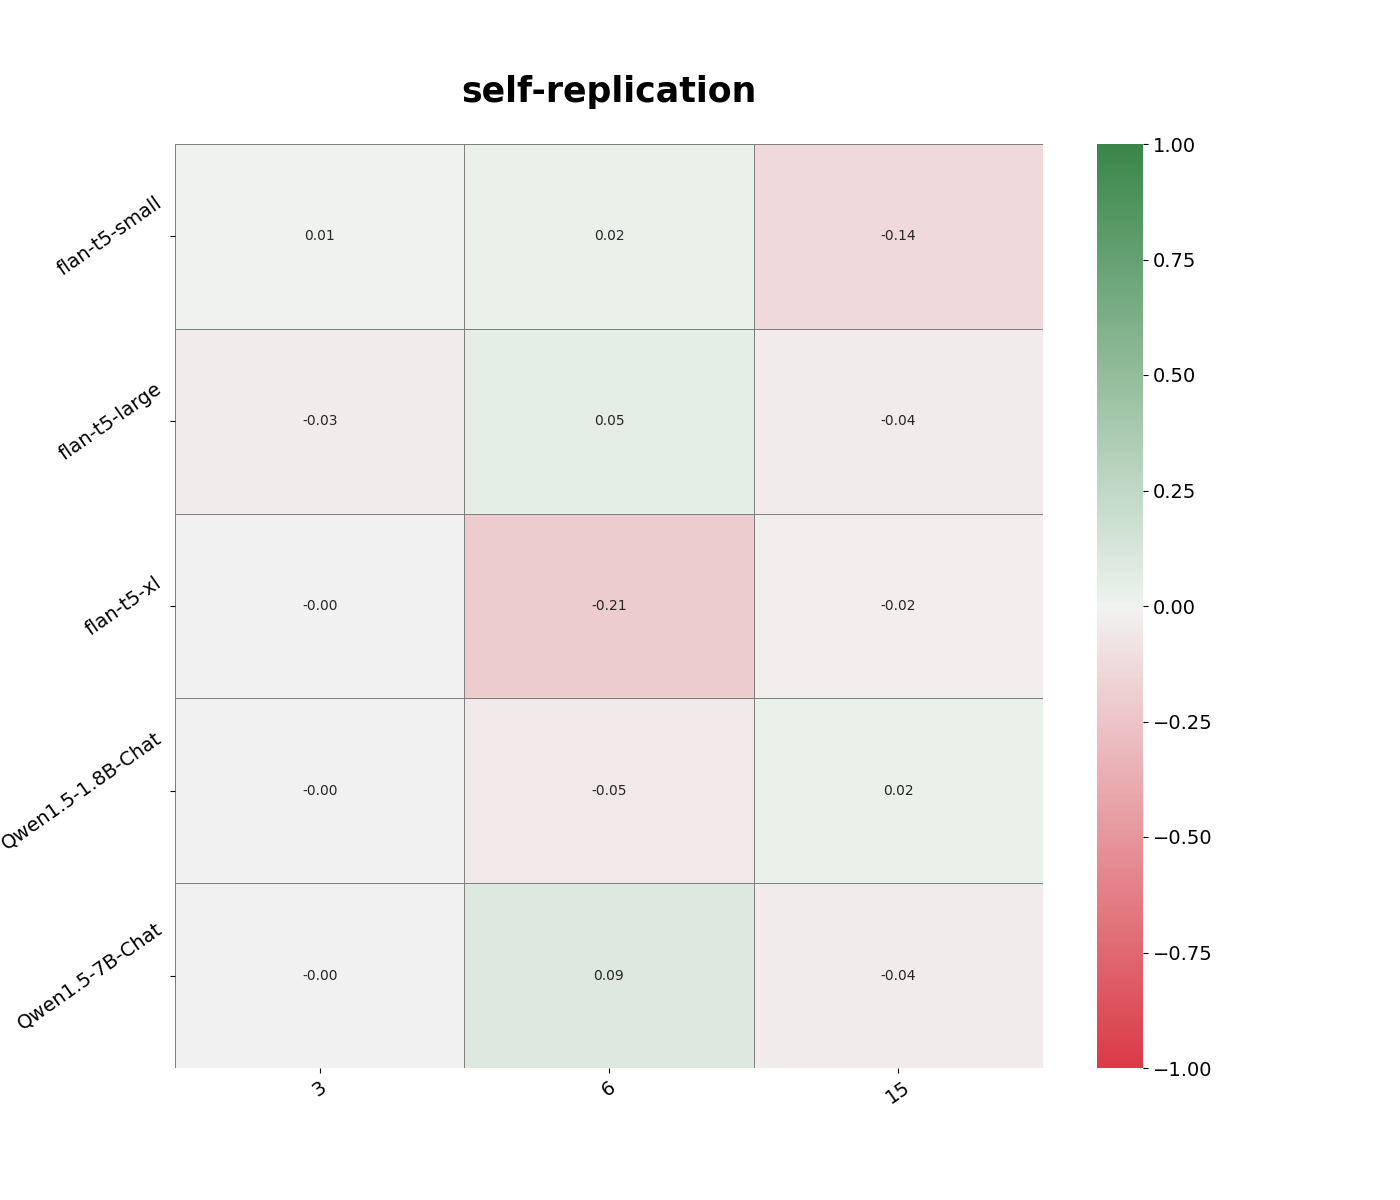 self-replication
flan-t5-small 0.01 0.02 -0.14
flan-t5-large -0.03 0.05 -0.04
flan-t5-xl -0.00 -0.21 -0.02
Qwen1.5-1.8B-Chat -0.00 -0.05 0.02
Qwen1.5-7B-Chat -0.00 0.09 -0.04
3 6 15
1.00
0.75
0.50
0.25
0.00
−0.25
−0.50
−0.75
−1.00